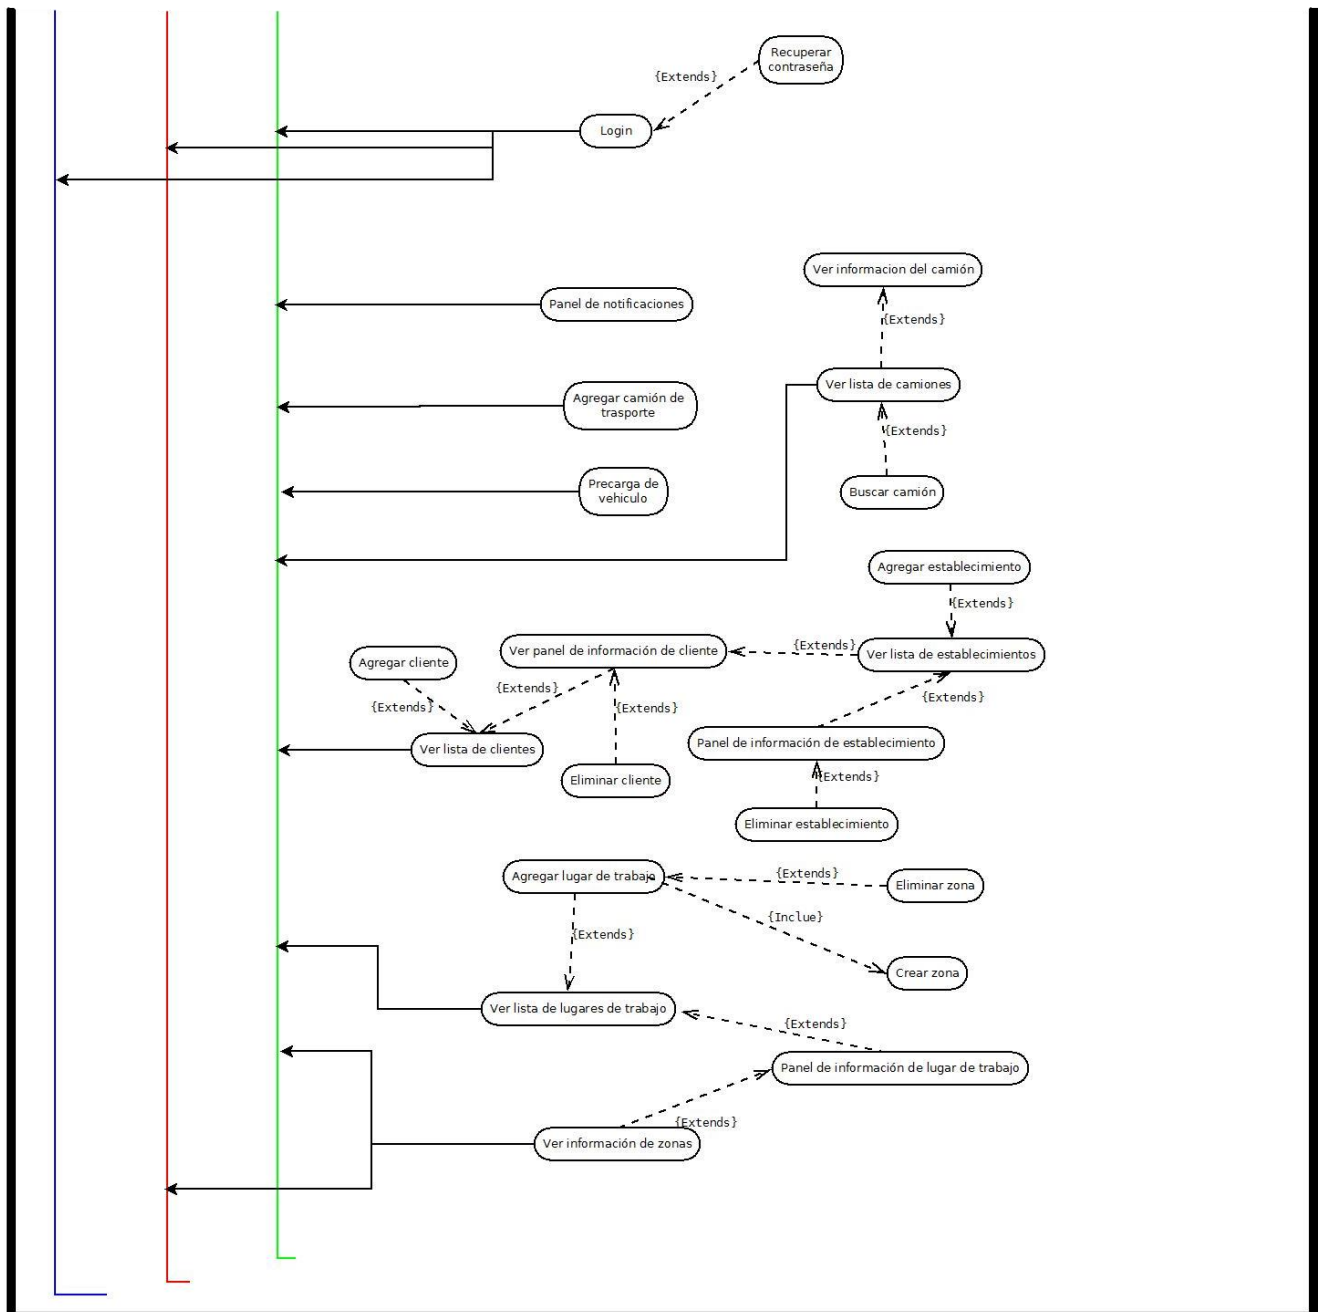 Recuperar
contraseña
{Extends}
Login
Ver informacion del camión
Panel de notificaciones
{Extends}
Ver lista de camiones
Agregar camión de
trasporte
{Extends}
Precarga de
vehiculo
Buscar camión
Agregar establecimiento
{Extends}
Ver panel de información de cliente
{Extends}
Ver lista de establecimientos
Agregar cliente
{Extends}
{Extends}
{Extends}
{Extends}
Ver lista de clientes
Panel de información de establecimiento
Eliminar cliente
{Extends}
Eliminar establecimiento
Agregar lugar de trabajo
{Extends}
Eliminar zona
{Inclue}
{Extends}
Crear zona
Ver lista de lugares de trabajo
{Extends}
Panel de información de lugar de trabajo
{Extends}
Ver información de zonas